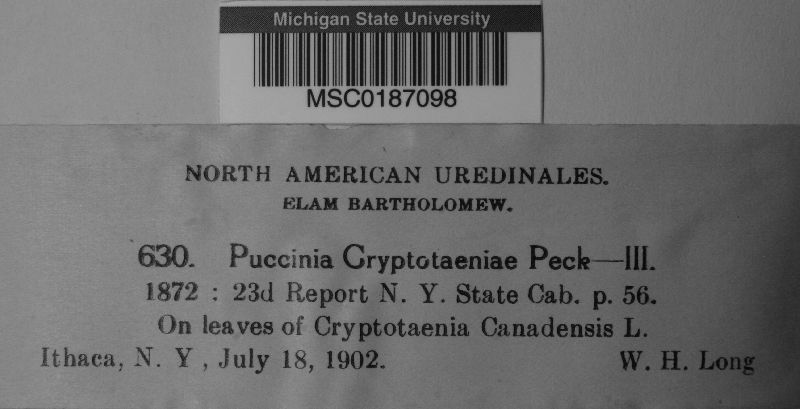 Michigan State University
MSC0187098
NORTH AMERICAN UREDINALES.
ELAM BARTHOLOMEW.
630. Puccinia Cryptotaeniae Peck—III.
1872 : 23d Report N. Y. State Cab. p. 56.
On leaves of Cryptotaenia Canadensis L.
Ithaca, N. Y , July 18, 1902. W. H. Long